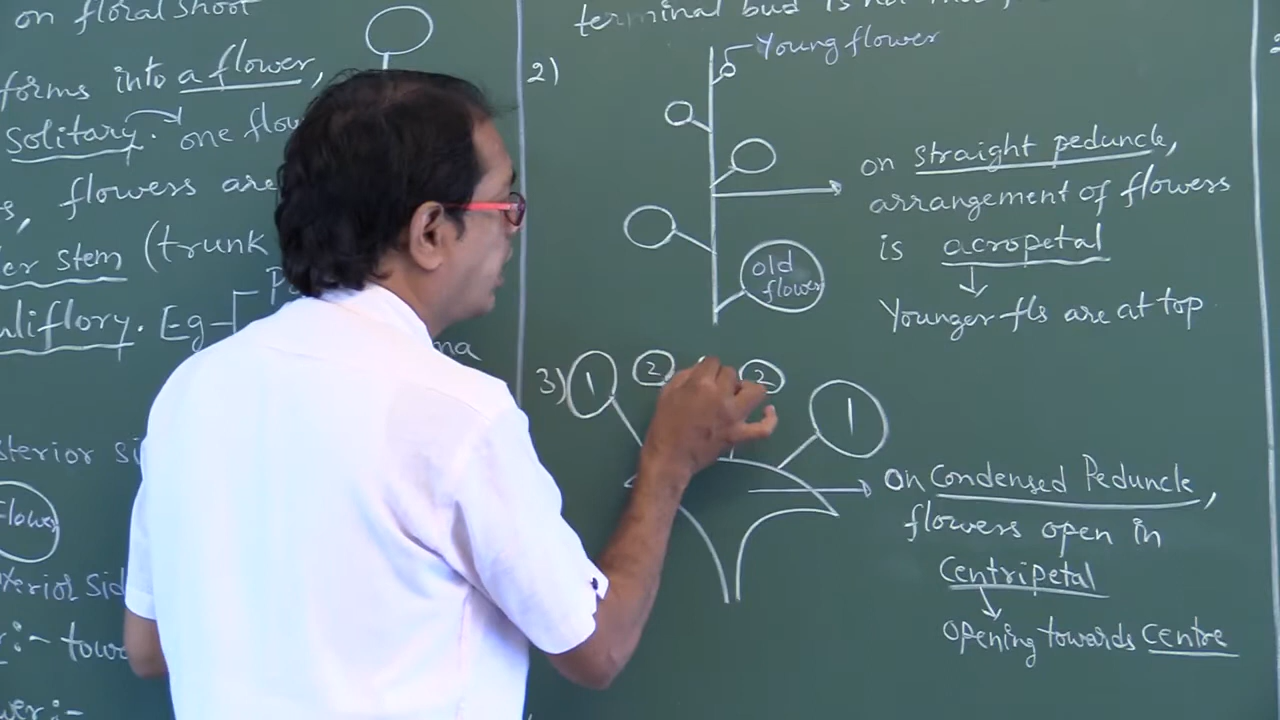 on floral shoot
forms into a flower,
Solitary. one flow
s, flowers are
er stem (trunk
uliflory. Eg-
sterior si
flower
terior Sid
:- towa
wer:-
terminal bud is not
2)
Young flower
old
flower
on straight peduncle,
arrangement of flowers
is acropetal
Younger fls are at top
3)
1
2
2
1
On Condensed Peduncle,
flowers open in
Centripetal
Opening towards Centre